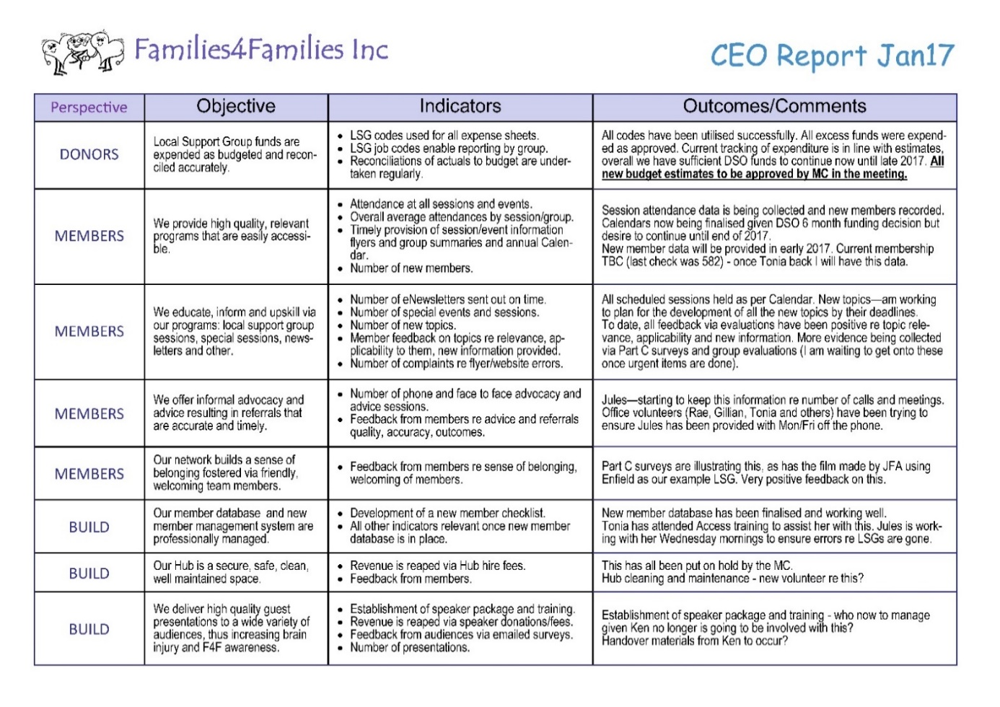 Families4Families Inc
CEO Report Jan17
Perspective
Objective
Indicators
Outcomes/Comments
DONORS
Local Support Group funds are
expended as budgeted and recon-
ciled accurately.
• LSG codes used for all expense sheets.
• LSG job codes enable reporting by group.
• Reconciliations of actuals to budget are under-
taken regularly.
All codes have been utilised successfully. All excess funds were expend-
ed as approved. Current tracking of expenditure is in line with estimates,
overall we have sufficient DSO funds to continue now until late 2017. All
new budget estimates to be approved by MC in the meeting.
MEMBERS
We provide high quality, relevant
programs that are easily accessi-
ble.
• Attendance at all sessions and events.
• Overall average attendances by session/group.
• Timely provision of session/event information
flyers and group summaries and annual Calen-
dar.
• Number of new members.
Session attendance data is being collected and new members recorded.
Calendars now being finalised given DSO 6 month funding decision but
desire to continue until end of 2017.
New member data will be provided in early 2017. Current membership
TBC (last check was 582) - once Tonia back I will have this data.
MEMBERS
We educate, inform and upskill via
our programs: local support group
sessions, special sessions, news-
letters and other.
• Number of eNewsletters sent out on time.
• Number of special events and sessions.
• Number of new topics.
• Member feedback on topics re relevance, ap-
plicability to them, new information provided.
• Number of complaints re flyer/website errors.
All scheduled sessions held as per Calendar. New topics—am working
to plan for the development of all the new topics by their deadlines.
To date, all feedback via evaluations have been positive re topic rele-
vance, applicability and new information. More evidence being collected
via Part C surveys and group evaluations (I am waiting to get onto these
once urgent items are done).
MEMBERS
We offer informal advocacy and
advice resulting in referrals that
are accurate and timely.
• Number of phone and face to face advocacy and
advice sessions.
• Feedback from members re advice and referrals
quality, accuracy, outcomes.
Jules—starting to keep this information re number of calls and meetings.
Office volunteers (Rae, Gillian, Tonia and others) have been trying to
ensure Jules has been provided with Mon/Fri off the phone.
MEMBERS
Our network builds a sense of
belonging fostered via friendly,
welcoming team members.
• Feedback from members re sense of belonging,
welcoming of members.
Part C surveys are illustrating this, as has the film made by JFA using
Enfield as our example LSG. Very positive feedback on this.
BUILD
Our member database and new
member management system are
professionally managed.
• Development of a new member checklist.
• All other indicators relevant once new member
database is in place.
New member database has been finalised and working well.
Tonia has attended Access training to assist her with this. Jules is work-
ing with her Wednesday mornings to ensure errors re LSGs are gone.
BUILD
Our Hub is a secure, safe, clean,
well maintained space.
• Revenue is reaped via Hub hire fees.
• Feedback from members.
This has all been put on hold by the MC.
Hub cleaning and maintenance - new volunteer re this?
BUILD
We deliver high quality guest
presentations to a wide variety of
audiences, thus increasing brain
injury and F4F awareness.
• Establishment of speaker package and training.
• Revenue is reaped via speaker donations/fees.
• Feedback from audiences via emailed surveys.
• Number of presentations.
Establishment of speaker package and training - who now to manage
given Ken no longer is going to be involved with this?
Handover materials from Ken to occur?